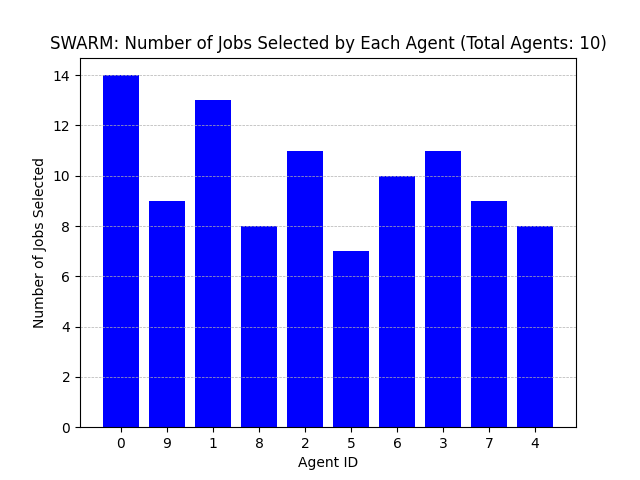 SWARM: Number of Jobs Selected by Each Agent (Total Agents: 10)
Number of Jobs Selected
14
12
10
8
6
4
2
0
0 9 1 8 2 5 6 3 7 4
Agent ID